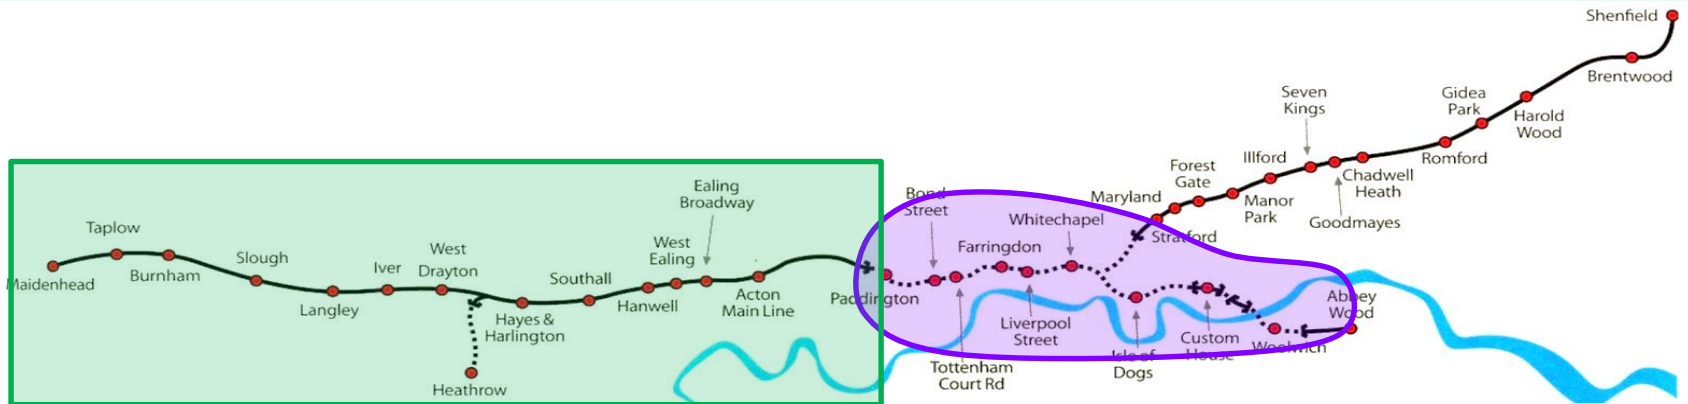 Maidenhead
Taplow
Burnham
Slough
Langley
Iver
West
Drayton
Heathrow
Hayes &
Harlington
Southall
Hanwell
West
Ealing
Ealing
Broadway
Acton
Main Line
Paddington
Bond
Street
Tottenham
Court Rd
Farringdon
Liverpool
Street
Whitechapel
Isle of
Dogs
Custom
House
Woolwich
Abbey
Wood
Stratford
Maryland
Forest
Gate
Manor
Park
Illford
Seven
Kings
Goodmayes
Chadwell
Heath
Romford
Gidea
Park
Harold
Wood
Brentwood
Shenfield